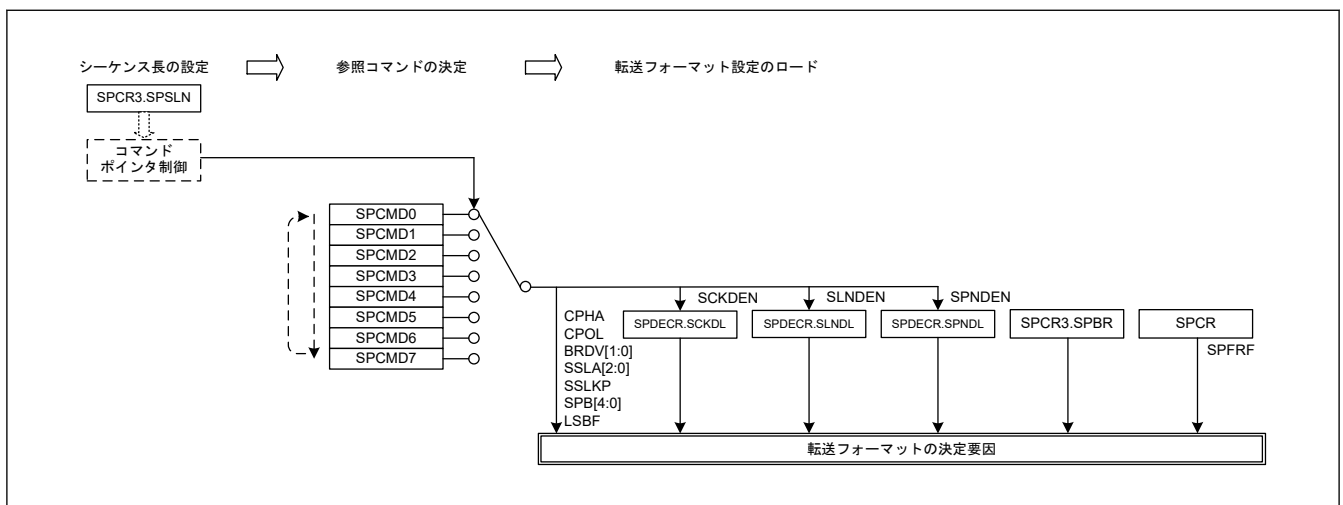 シーケンス長の設定
参照コマンドの決定
転送フォーマット設定のロード
SPCR3.SPSLN
コマンド
ポインタ制御
SPCMD0
SPCMD1
SPCMD2
SPCMD3
SPCMD4
SPCMD5
SPCMD6
SPCMD7
CPHA
CPOL
BRDV[1:0]
SSLA[2:0]
SSLKP
SPB[4:0]
LSBF
SCKDEN
SPDECR.SCKDL
SLNDEN
SPDECR.SLNDL
SPNDEN
SPDECR.SPNDL
SPCR3.SPBR
SPCR
SPFRF
転送フォーマットの決定要因